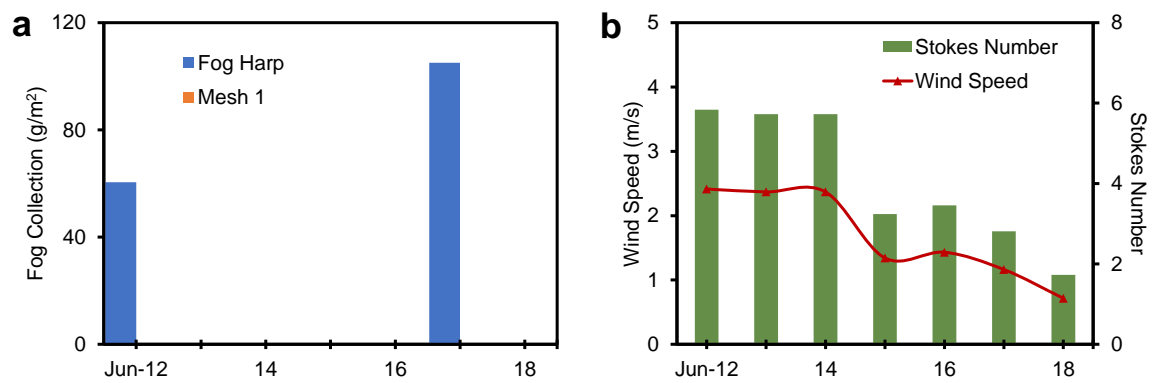 a
120
80
40
0
Fog Collection (g/m²)
Fog Harp
Mesh 1
Jun-12
14
16
18
b
5
4
3
2
1
0
Wind Speed (m/s)
Stokes Number
Wind Speed
8
6
4
2
0
Stokes Number
Jun-12
14
16
18